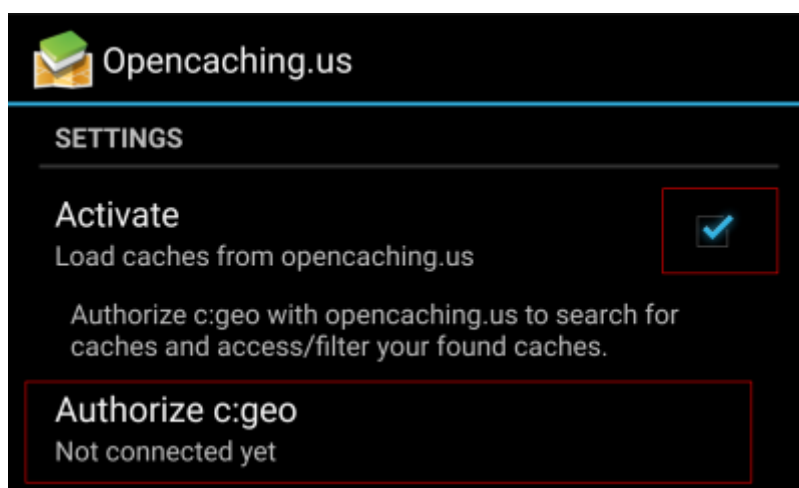 Opencaching.us
SETTINGS
Activate
Load caches from opencaching.us
Authorize c:geo with opencaching.us to search for
caches and access/filter your found caches.
Authorize c:geo
Not connected yet